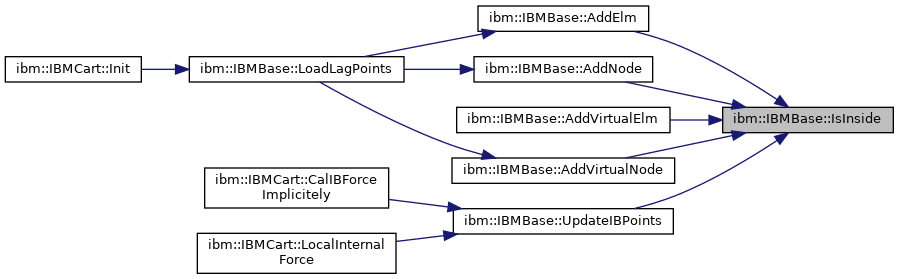 ibm::IBMBase::AddElm
ibm::IBMCart::Init
ibm::IBMBase::LoadLagPoints
ibm::IBMBase::AddNode
ibm::IBMBase::AddVirtualElm
ibm::IBMBase::IsInside
ibm::IBMBase::AddVirtualNode
ibm::IBMCart::CalIBForce
Implicitely
ibm::IBMBase::UpdateIBPoints
ibm::IBMCart::LocalInternal
Force